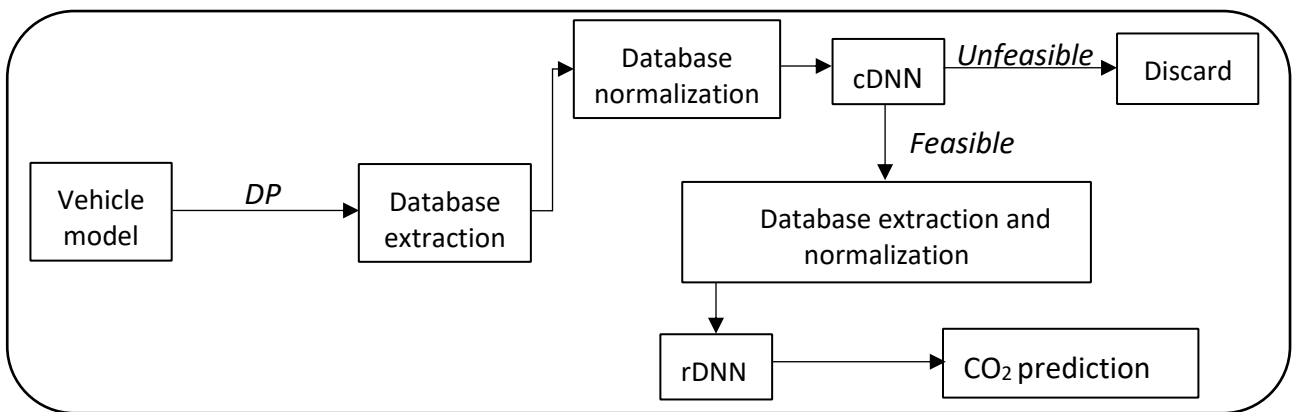 Vehicle
model
DP
Database
extraction
Database
normalization
cDNN
Unfeasible
Discard
Feasible
Database extraction and
normalization
rDNN
CO₂ prediction